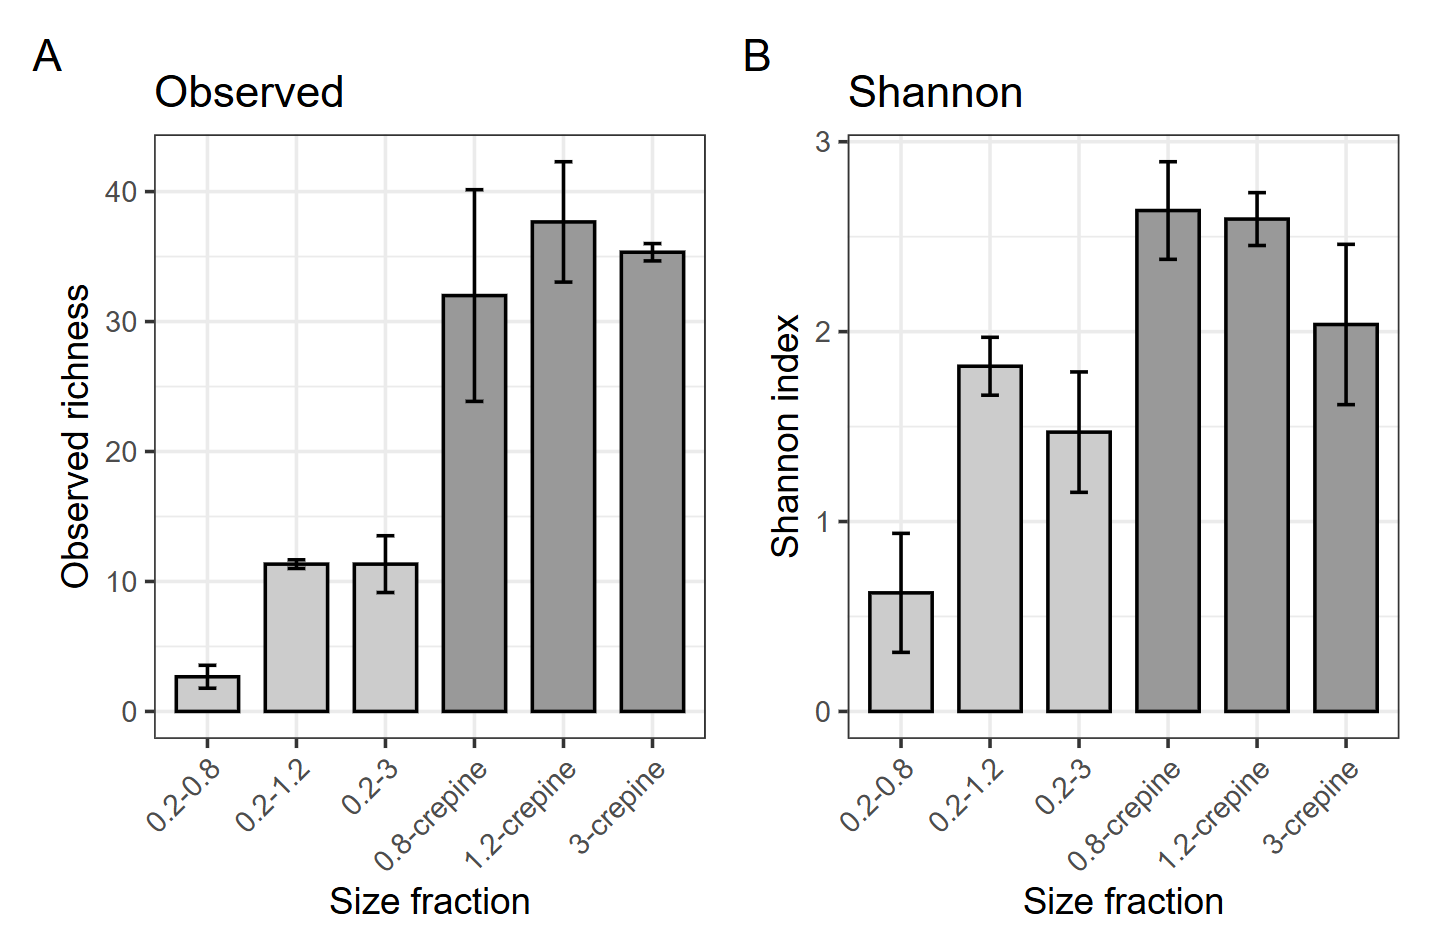 A
Observed
Observed richness
40
30
20
10
0
0.2-0.8
0.2-1.2
0.2-3
0.8-crepine
1.2-crepine
3-crepine
Size fraction
B
Shannon
Shannon index
3
2
1
0
0.2-0.8
0.2-1.2
0.2-3
0.8-crepine
1.2-crepine
3-crepine
Size fraction